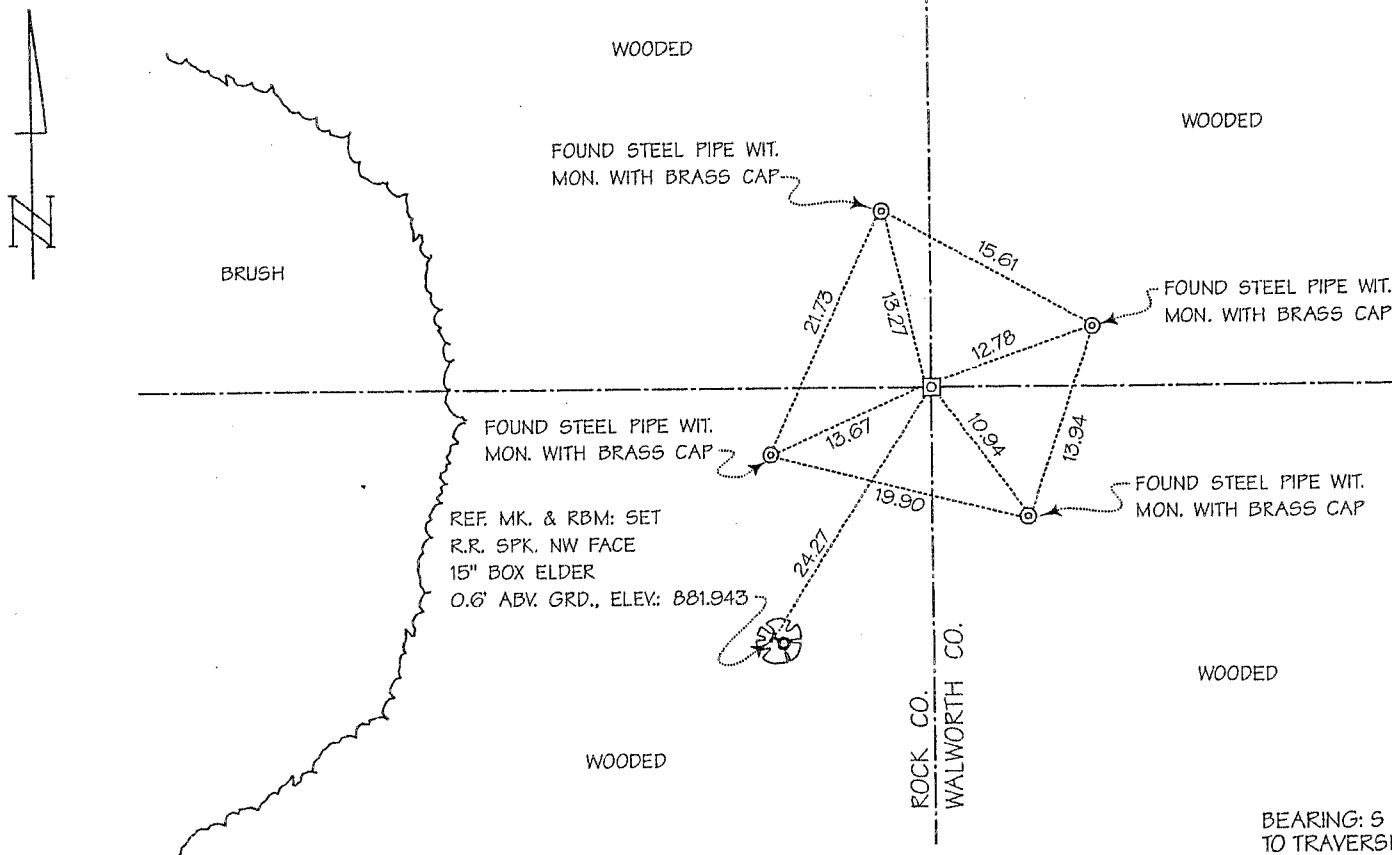 WOODED
WOODED
FOUND STEEL PIPE WIT.
MON. WITH BRASS CAP
N
BRUSH
15.61
21.73
13.27
FOUND STEEL PIPE WIT.
MON. WITH BRASS CAP
12.78
FOUND STEEL PIPE WIT.
MON. WITH BRASS CAP
13.67
10.94
13.94
19.90
FOUND STEEL PIPE WIT.
MON. WITH BRASS CAP
REF. MK. & RBM: SET
R.R. SPK. NW FACE
15" BOX ELDER
0.6' ABV. GRD., ELEV.: 881.943
24.27
ROCK CO.
WALWORTH CO.
WOODED
WOODED
BEARING: S
TO TRAVERS